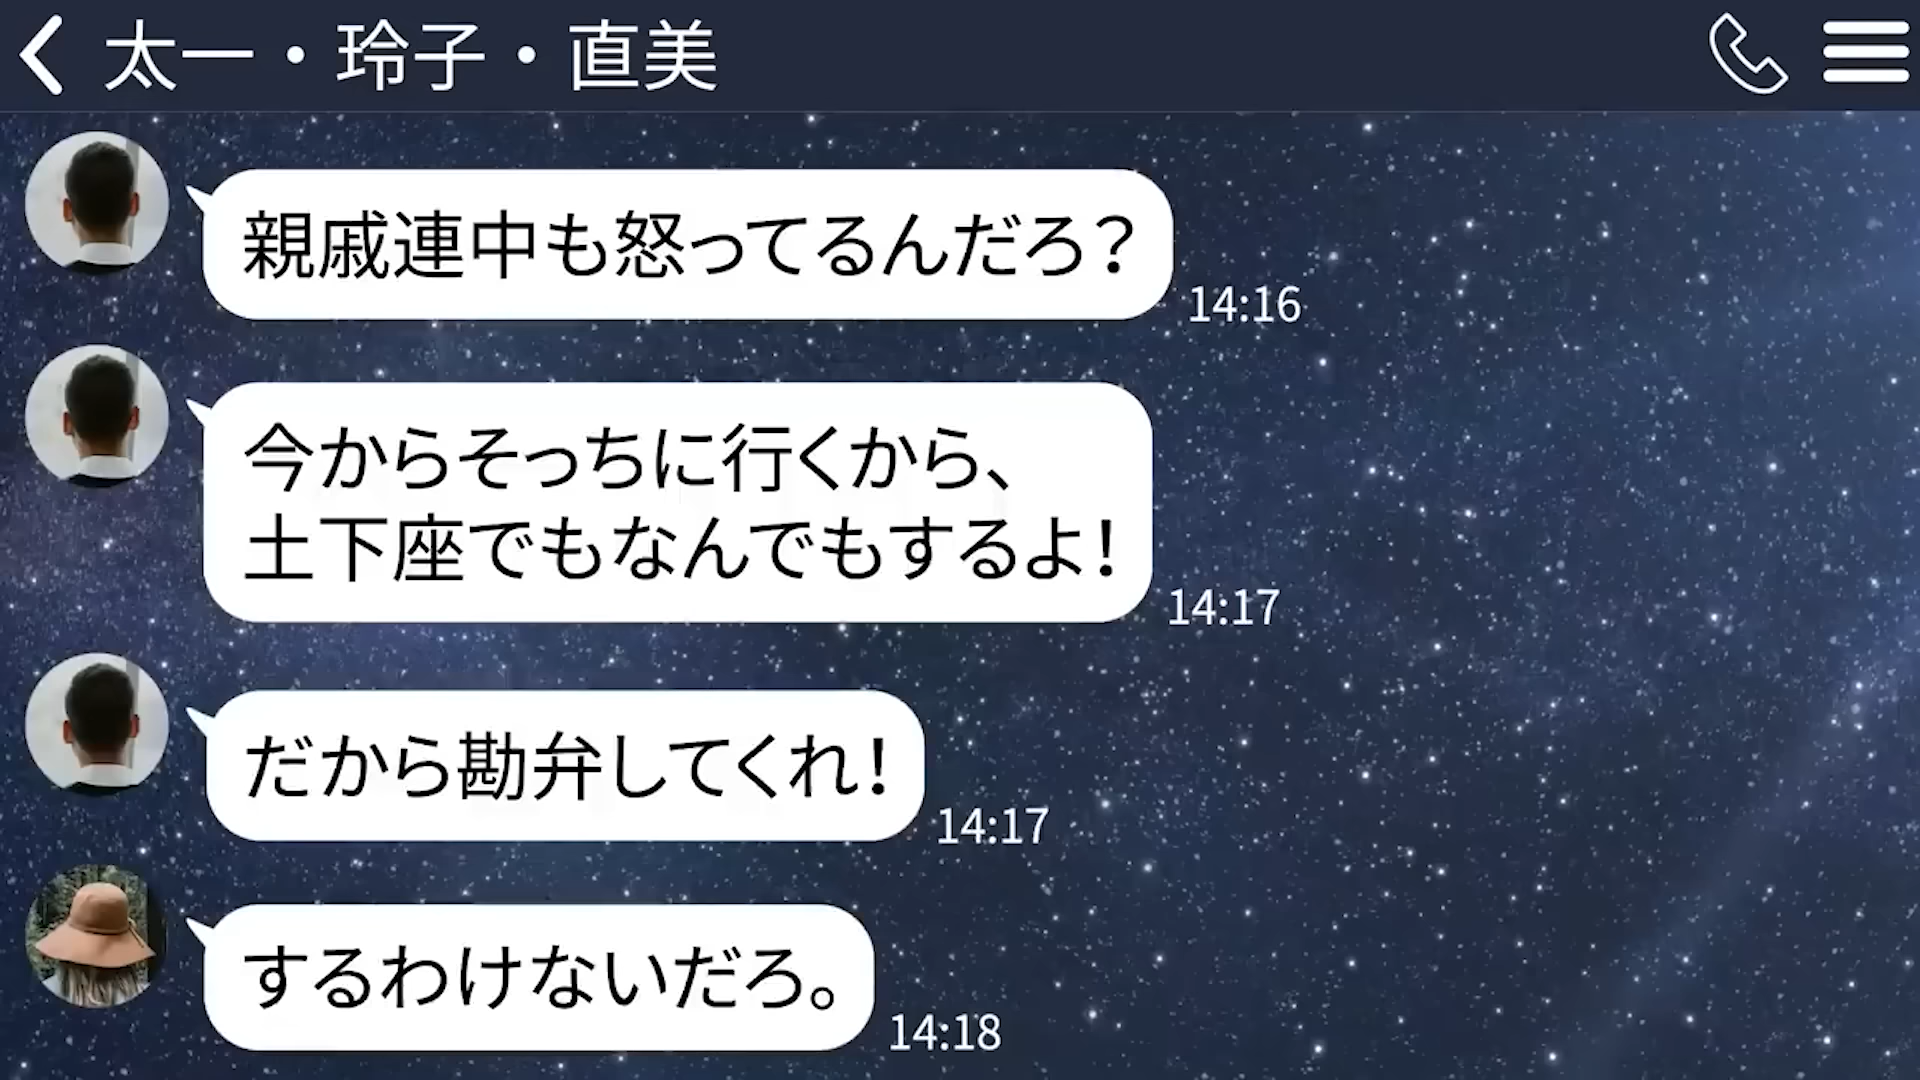 太一・玲子・直美
親戚連中も怒ってるんだろ？
14:16
今からそっちに行くから、
土下座でもなんでもするよ！
14:17
だから勘弁してくれ！
14:17
するわけないだろ。
14:18